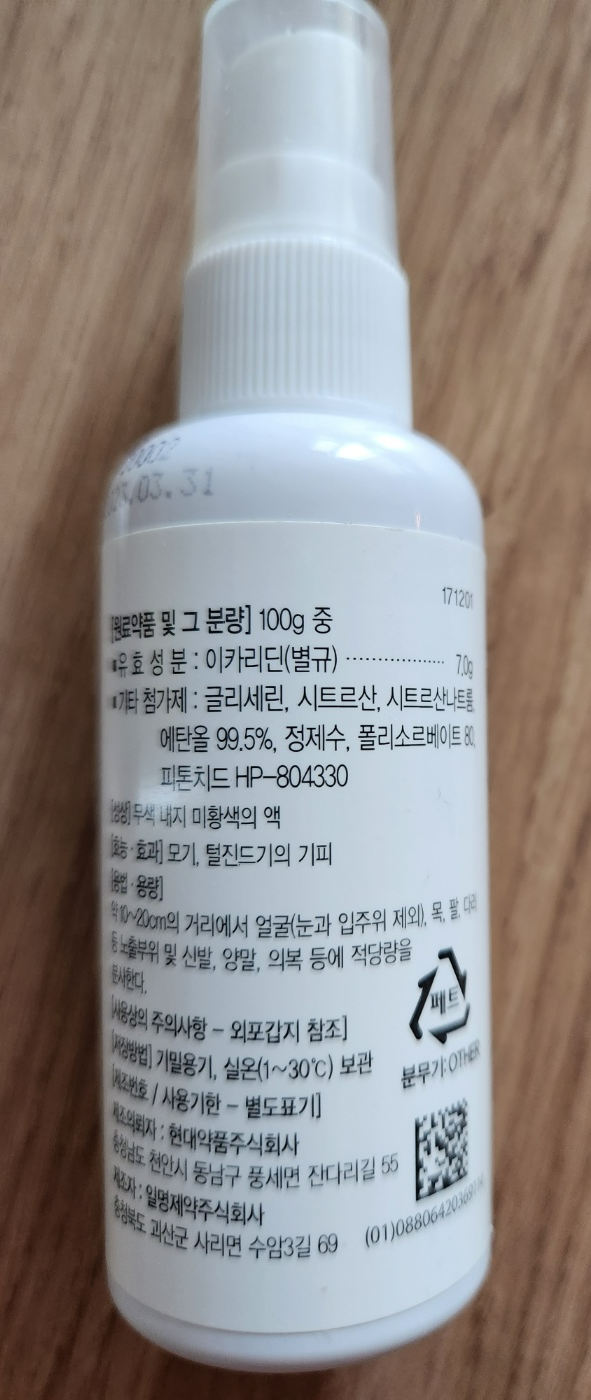 03.31
171201
[원료약품 및 그 분량] 100g 중
▪유 효 성 분 : 이카리딘(별규) ·················· 7.0g
▪기타 첨가제 : 글리세린, 시트르산, 시트르산나트륨,
에탄올 99.5%, 정제수, 폴리소르베이트 80,
피톤치드 HP-804330
[성상] 무색 내지 미황색의 액
[효능·효과] 모기, 털진드기의 기피
[용법·용량]
약 10~20cm의 거리에서 얼굴(눈과 입주위 제외), 목, 팔, 다리
등 노출부위 및 신발, 양말, 의복 등에 적당량을
분사한다.
페트
[사용상의 주의사항 - 외포갑지 참조]
[저장방법] 기밀용기, 실온(1~30℃) 보관
분무기:OTHER
[제조번호 / 사용기한 - 별도표기]
제조의뢰자 : 현대약품주식회사
충청남도 천안시 동남구 풍세면 잔다리길 55
제조자 : 일명제약주식회사
충청북도 괴산군 사리면 수암3길 69